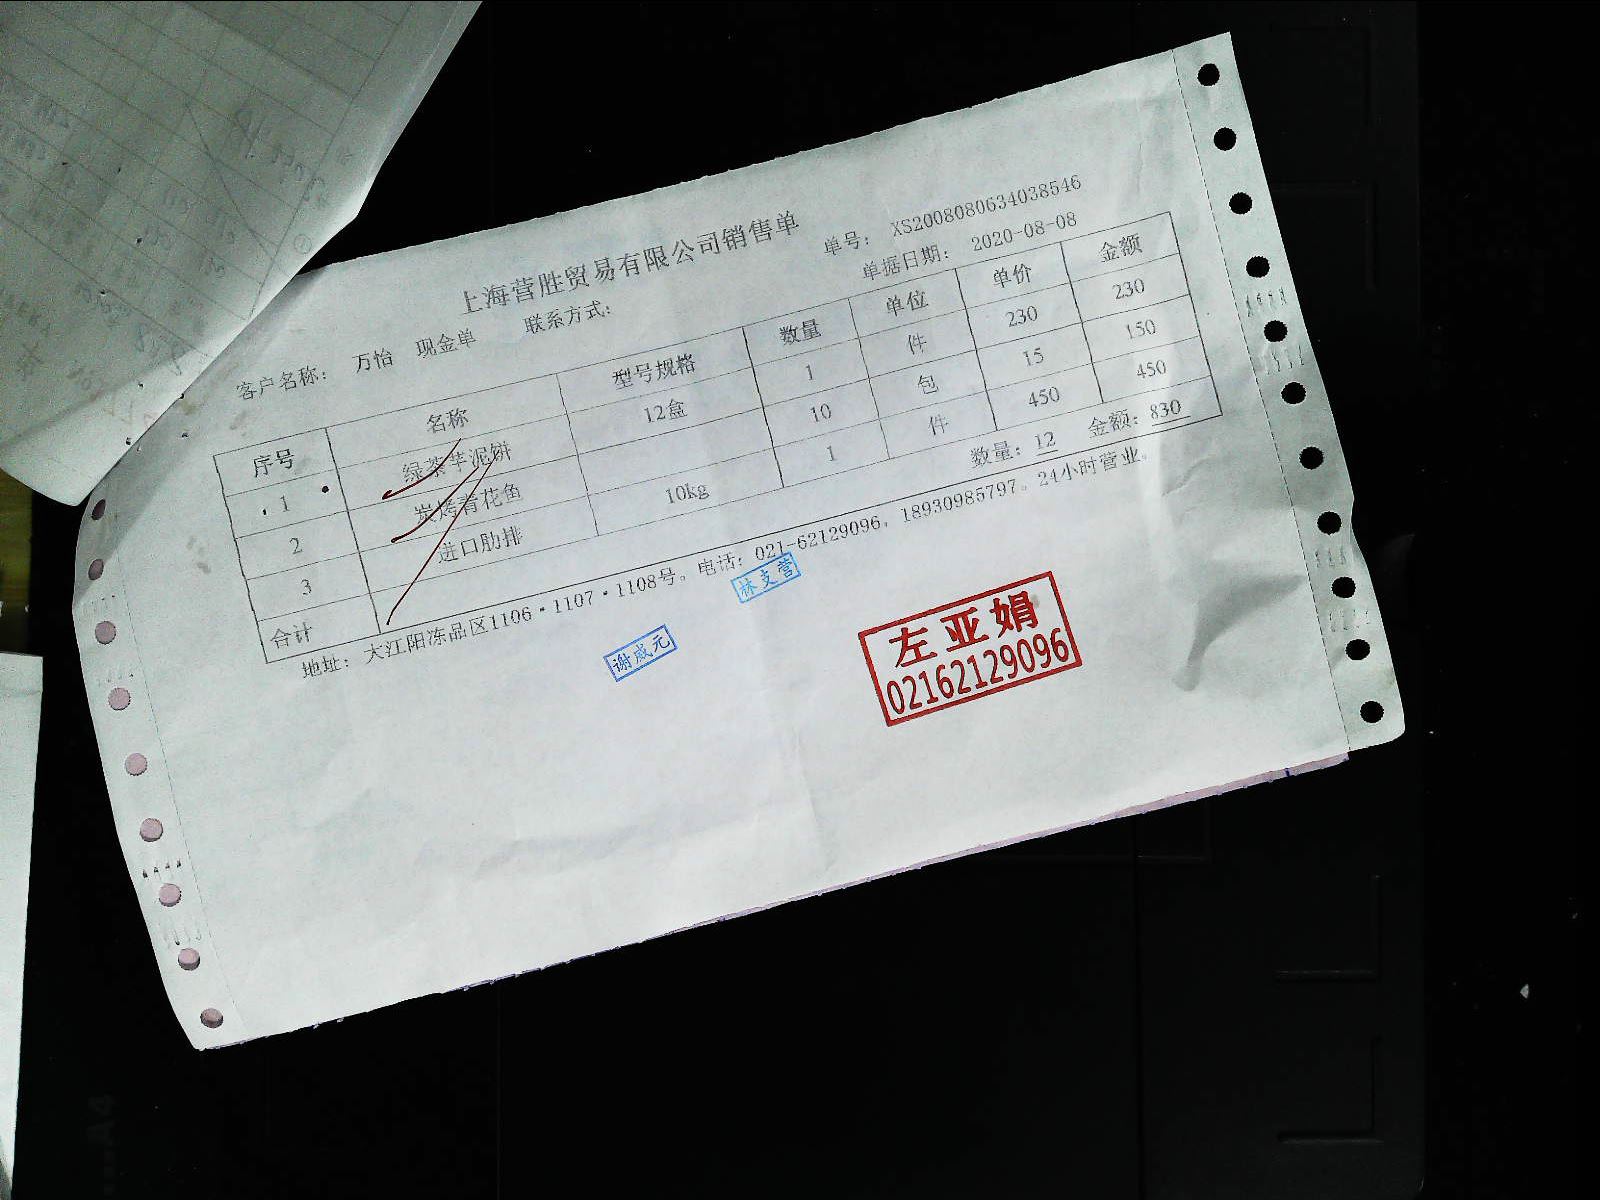 上海营胜贸易有限公司销售单
单号： XS2008080634038546
客户名称： 万怡 现金单 联系方式： 单据日期： 2020-08-08
序号 名称 型号规格 数量 单位 单价 金额
1 绿茶芋泥饼 12盒 1 件 230 230
2 炭烤青花鱼 10 包 15 150
3 进口肋排 10kg 1 件 450 450
合计 数量：12 金额：830
地址： 大江阳冻品区1106·1107·1108号。电话：021-62129096，18930985797。24小时营业。
林支营
谢咸元
左亚娟
02162129096